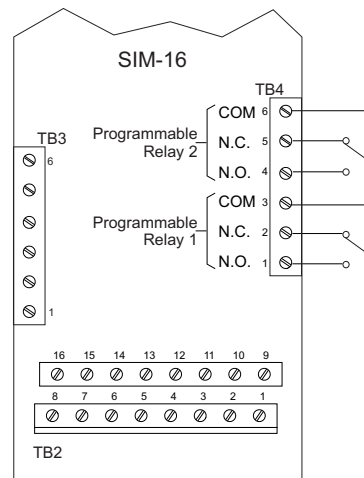 SIM-16
TB4
COM 6
Programmable
Relay 2
N.C. 5
N.O. 4
COM 3
Programmable
Relay 1
N.C. 2
N.O. 1
TB3
6
1
16 15 14 13 12 11 10 9
8 7 6 5 4 3 2 1
TB2